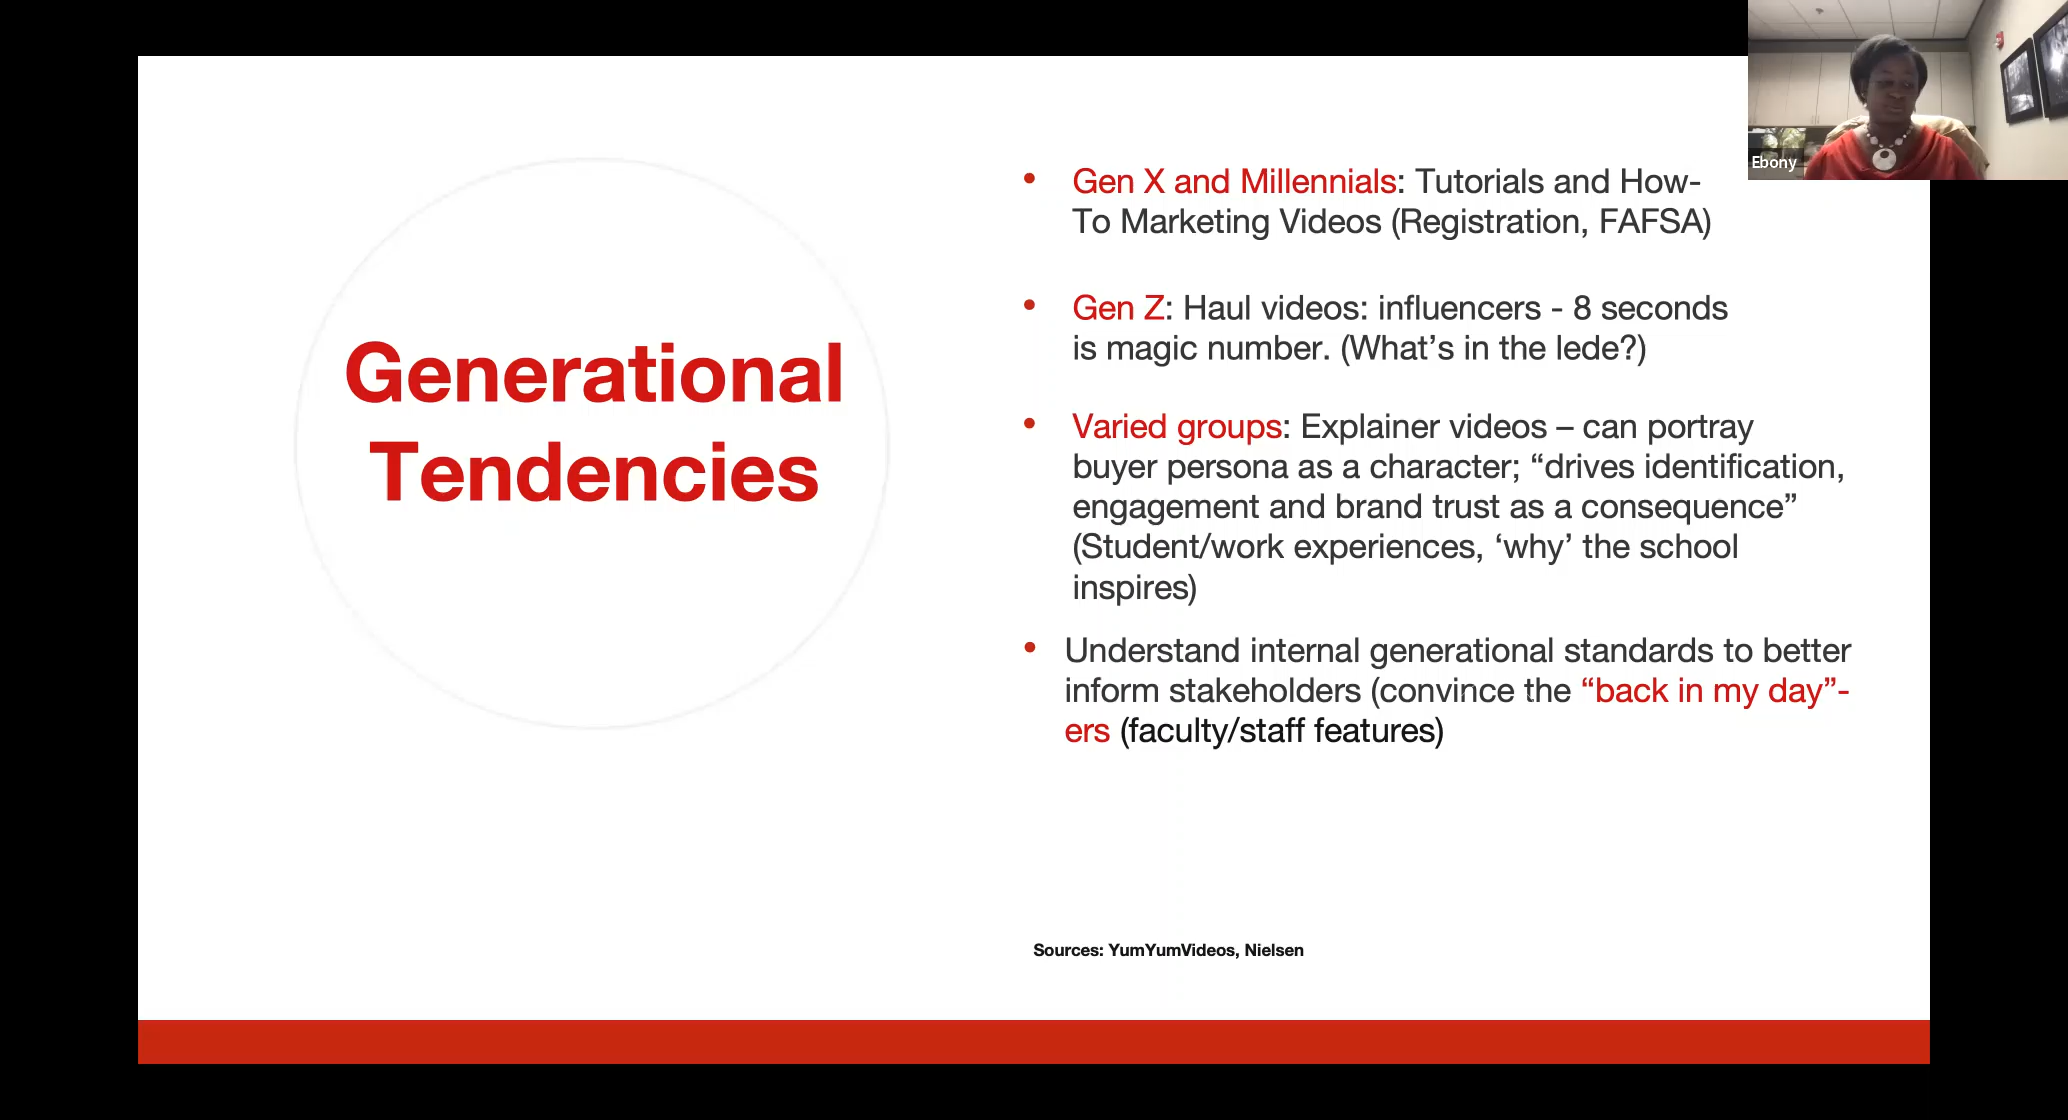 Generational
Tendencies
• Gen X and Millennials: Tutorials and How-
To Marketing Videos (Registration, FAFSA)
• Gen Z: Haul videos: influencers - 8 seconds
is magic number. (What’s in the lede?)
• Varied groups: Explainer videos – can portray
buyer persona as a character; “drives identification,
engagement and brand trust as a consequence”
(Student/work experiences, ‘why’ the school
inspires)
• Understand internal generational standards to better
inform stakeholders (convince the “back in my day”-
ers (faculty/staff features)
Sources: YumYumVideos, Nielsen
Ebony